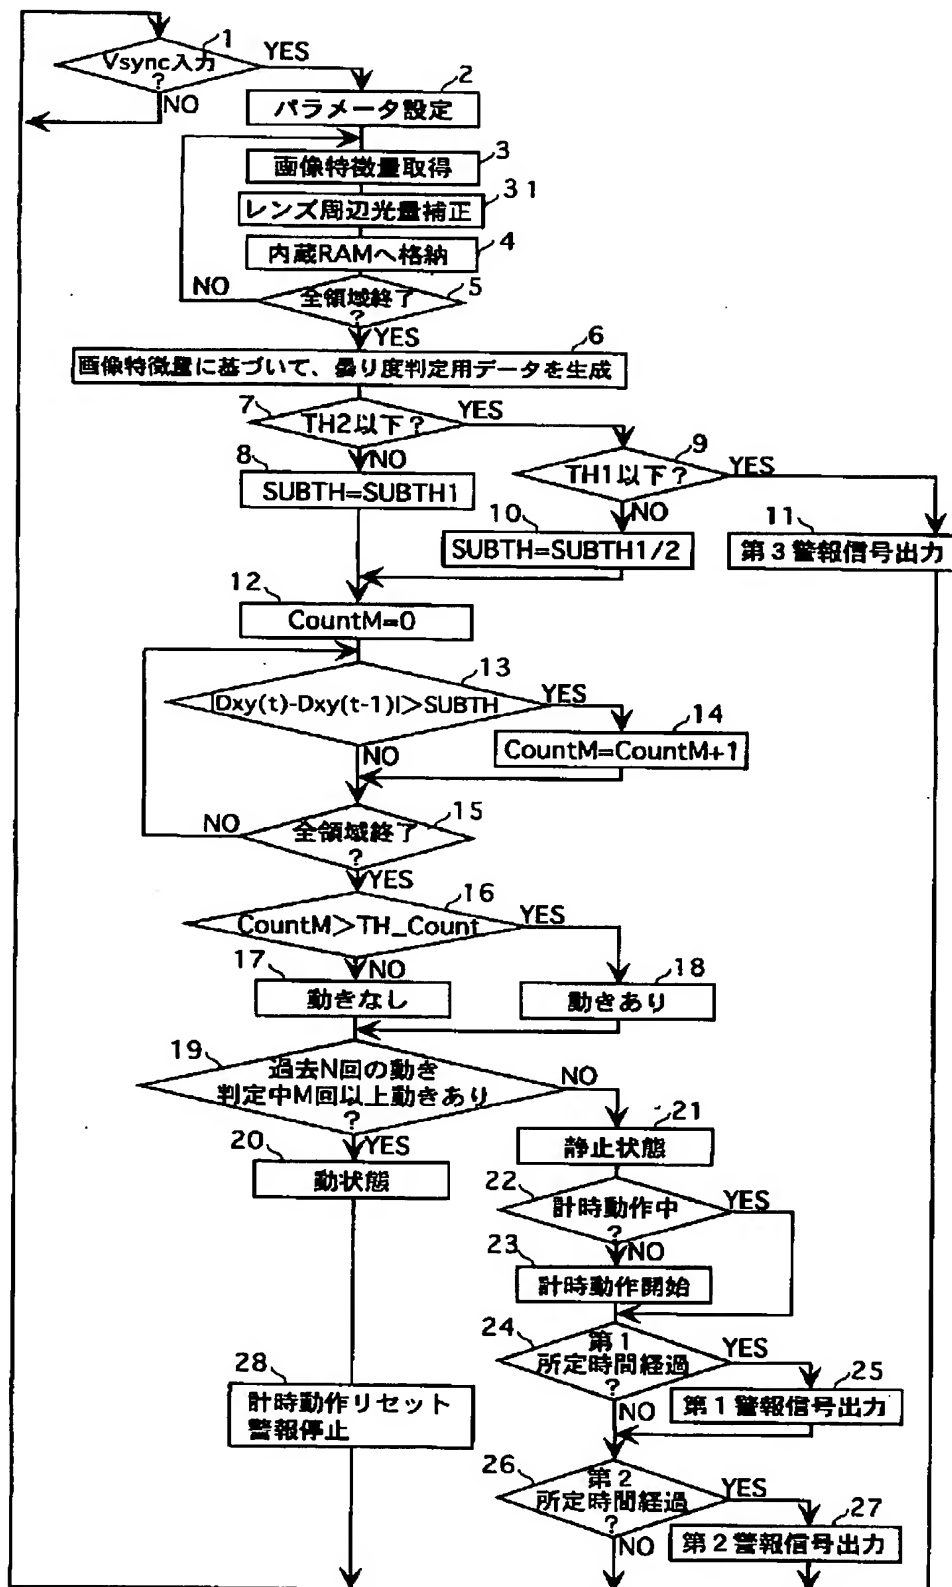 1
Vsync入力
?
YES
NO
2
パラメータ設定
3
画像特徴量取得
31
レンズ周辺光量補正
4
内蔵RAMへ格納
5
全領域終了
?
NO
YES
6
画像特徴量に基づいて、曇り度判定用データを生成
7
TH2以下?
YES
NO
8
SUBTH=SUBTH1
9
TH1以下?
YES
NO
10
SUBTH=SUBTH1/2
11
第3警報信号出力
12
CountM=0
13
|Dxy(t)-Dxy(t-1)|>SUBTH
YES
NO
14
CountM=CountM+1
15
全領域終了
?
NO
YES
16
CountM>TH_Count
YES
NO
17
動きなし
18
動きあり
19
過去N回の動き
判定中M回以上動きあり
?
NO
YES
20
動状態
21
静止状態
22
計時動作中
?
YES
NO
23
計時動作開始
24
第1
所定時間経過
?
YES
NO
25
第1警報信号出力
26
第2
所定時間経過
?
YES
NO
27
第2警報信号出力
28
計時動作リセット
警報停止